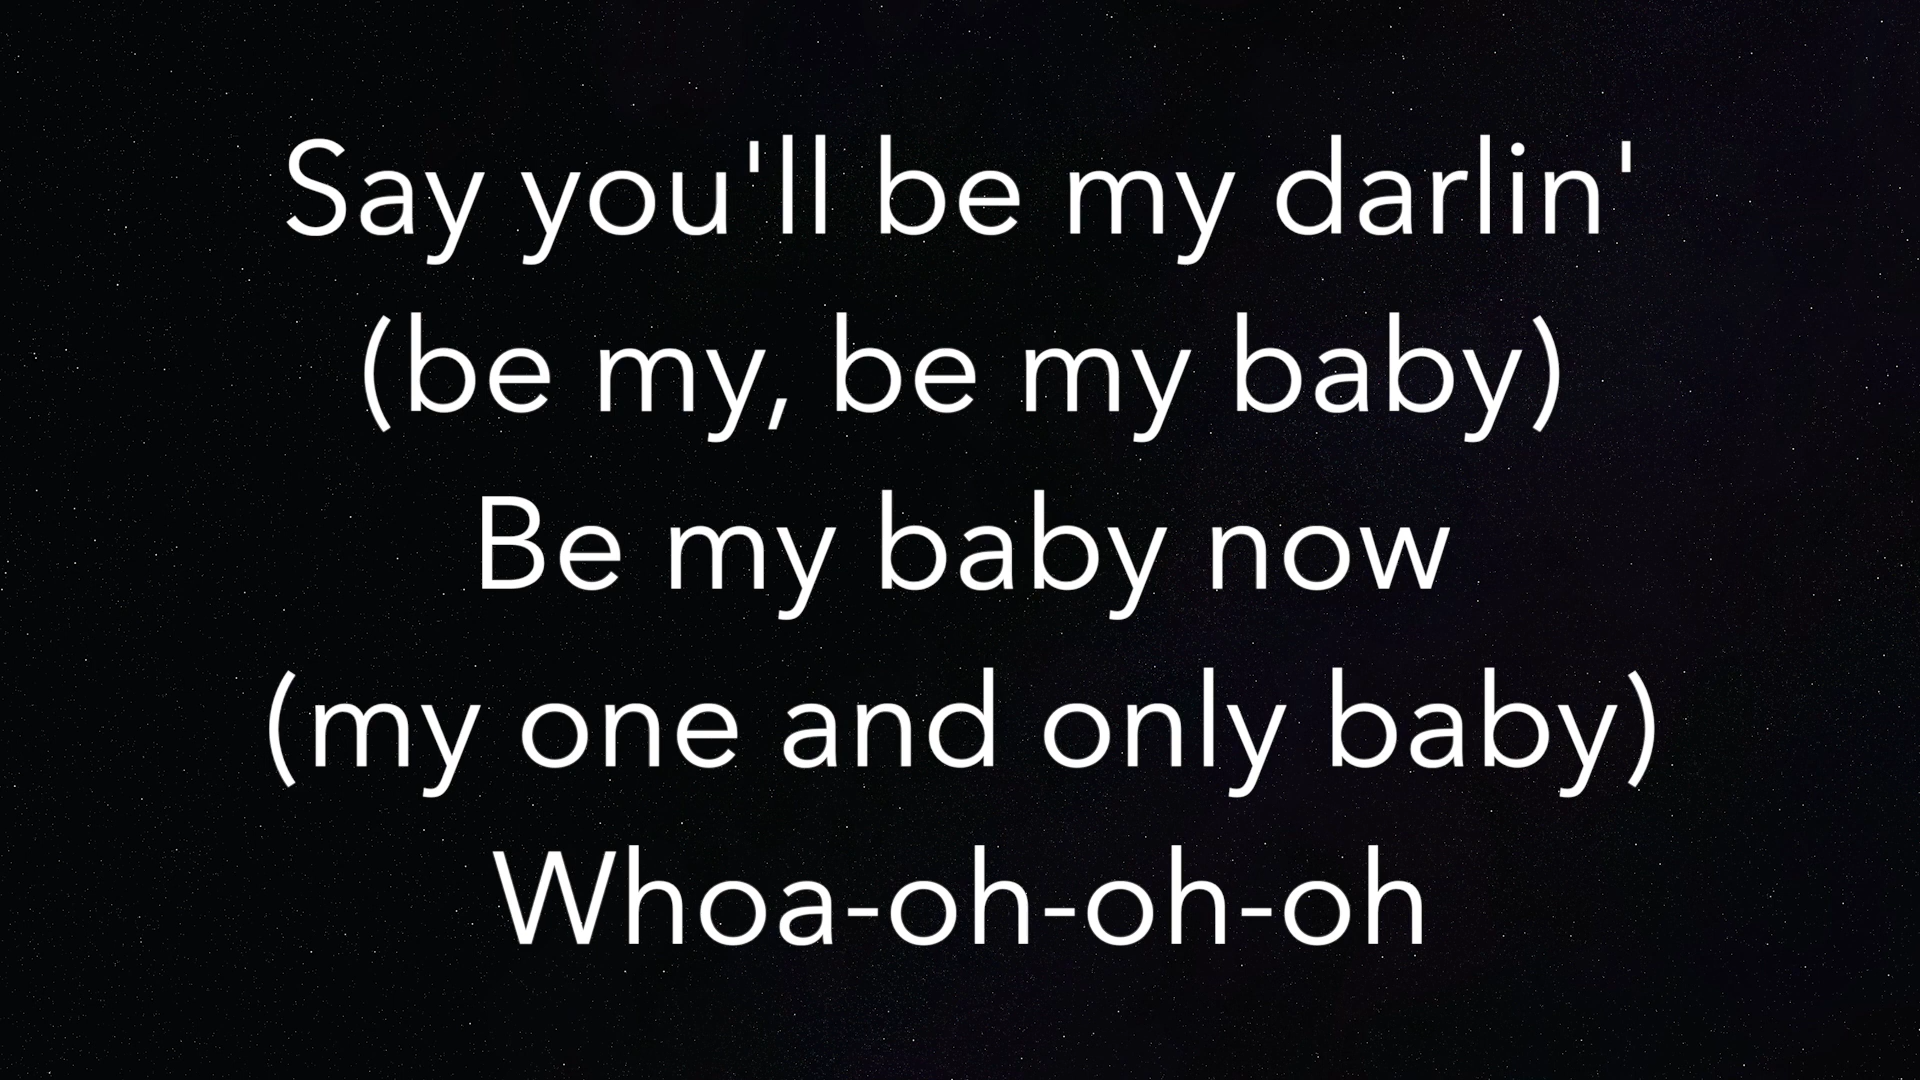 Say you'll be my darlin'
(be my, be my baby)
Be my baby now
(my one and only baby)
Whoa-oh-oh-oh